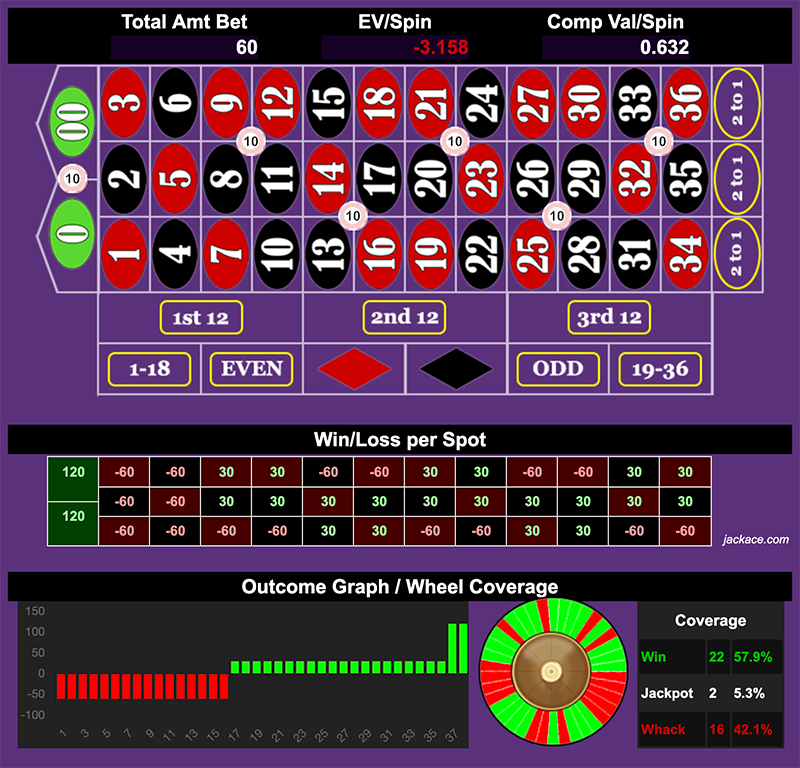 Total Amt Bet EV/Spin Comp Val/Spin
60 -3.158 0.632
00 3 6 9 12 15 18 21 24 27 30 33 36 2 to 1
10 10 10
10 2 5 8 11 14 17 20 23 26 29 32 35 2 to 1
10 10
0 1 4 7 10 13 16 19 22 25 28 31 34 2 to 1
1st 12 2nd 12 3rd 12
1-18 EVEN ODD 19-36
Win/Loss per Spot
120 -60 -60 30 30 -60 -60 30 30 -60 -60 30 30
-60 -60 30 30 30 30 30 30 30 30 30 30
120 -60 -60 -60 -60 30 30 -60 -60 30 30 -60 -60
jackace.com
Outcome Graph / Wheel Coverage
150
100
50
0
-50
-100
1 3 5 7 9 11 13 15 17 19 21 23 25 27 29 31 33 35 37
Coverage
Win 22 57.9%
Jackpot 2 5.3%
Whack 16 42.1%